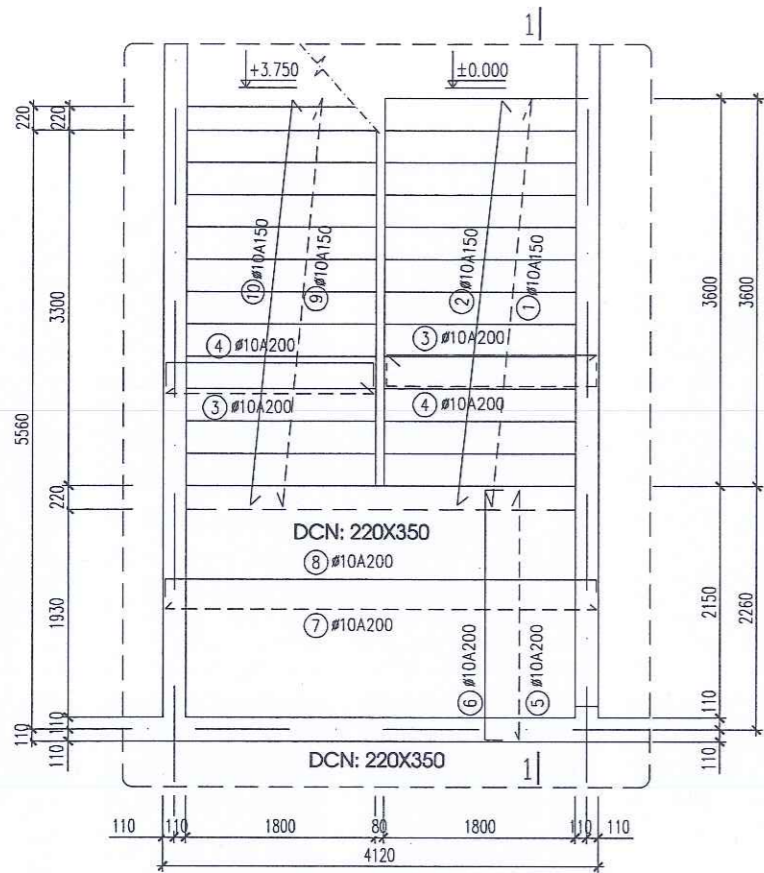 1
+3.750
±0.000
220
220
3300
5560
220
1930
110
110
110
3600
3600
2150
2260
110
110
⑩ ø10A150
⑨ ø10A150
② ø10A150
① ø10A150
④ ø10A200
③ ø10A200
③ ø10A200
④ ø10A200
DCN: 220X350
⑧ ø10A200
⑦ ø10A200
⑥ ø10A200
⑤ ø10A200
DCN: 220X350
1
110
110
1800
80
1800
110
110
4120